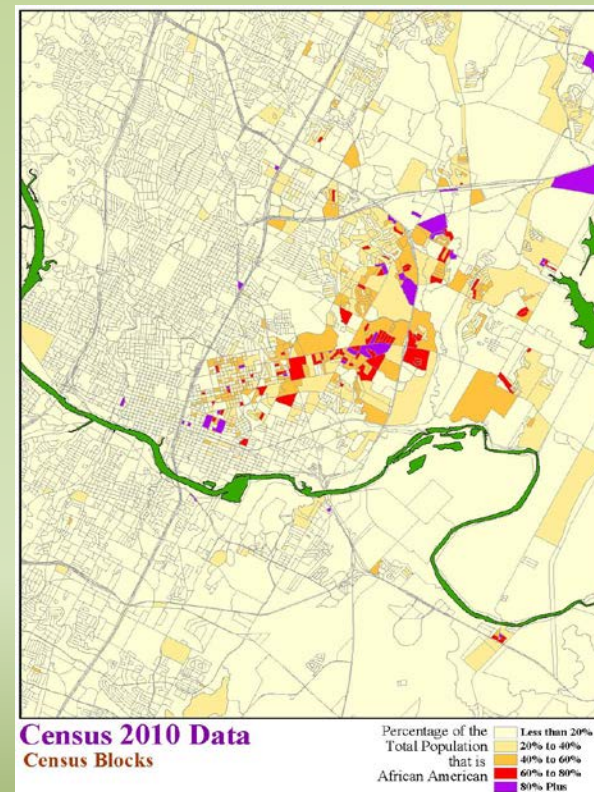 Census 2010 Data
Census Blocks
Percentage of the
Total Population
that is
African American
Less than 20%
20% to 40%
40% to 60%
60% to 80%
80% Plus